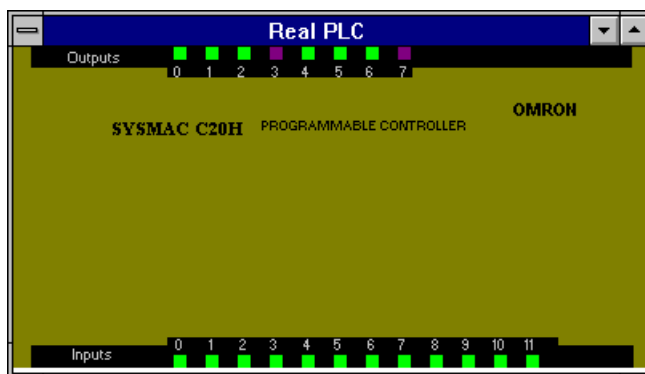 Real PLC
Outputs
0 1 2 3 4 5 6 7
OMRON
SYSMAC C20H PROGRAMMABLE CONTROLLER
0 1 2 3 4 5 6 7 8 9 10 11
Inputs